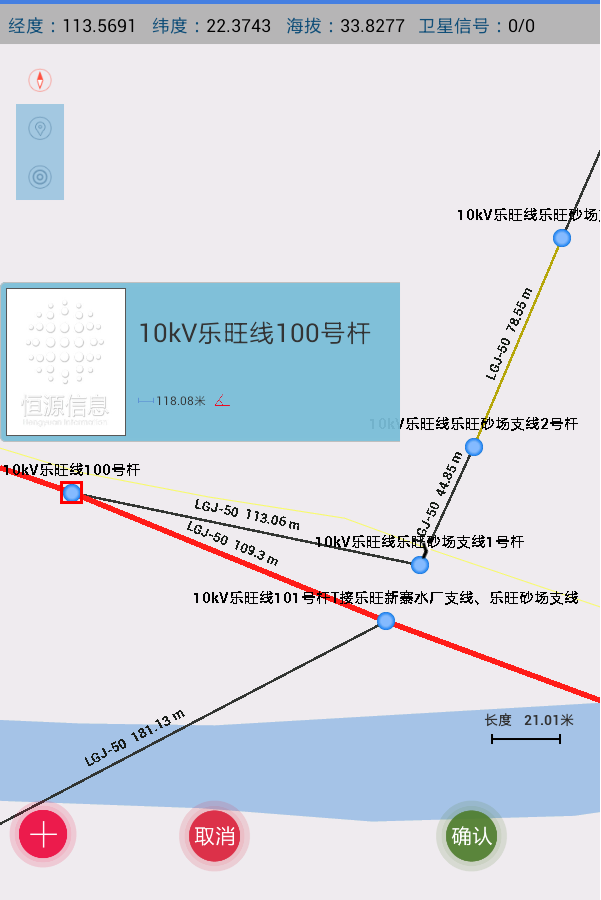 经度：113.5691 纬度：22.3743 海拔：33.8277 卫星信号：0/0
10kV乐旺线乐旺砂场支
LGJ-50 78.55 m
10kV乐旺线100号杆
118.08米
恒源信息
Hengyuan Information
10kV乐旺线乐旺砂场支线2号杆
10kV乐旺线100号杆
LGJ-50 44.85 m
LGJ-50 113.06 m
LGJ-50 109.3 m
10kV乐旺线乐旺砂场支线1号杆
10kV乐旺线101号杆T接乐旺新寨水厂支线、乐旺砂场支线
LGJ-50 181.13 m
长度 21.01米
取消
确认